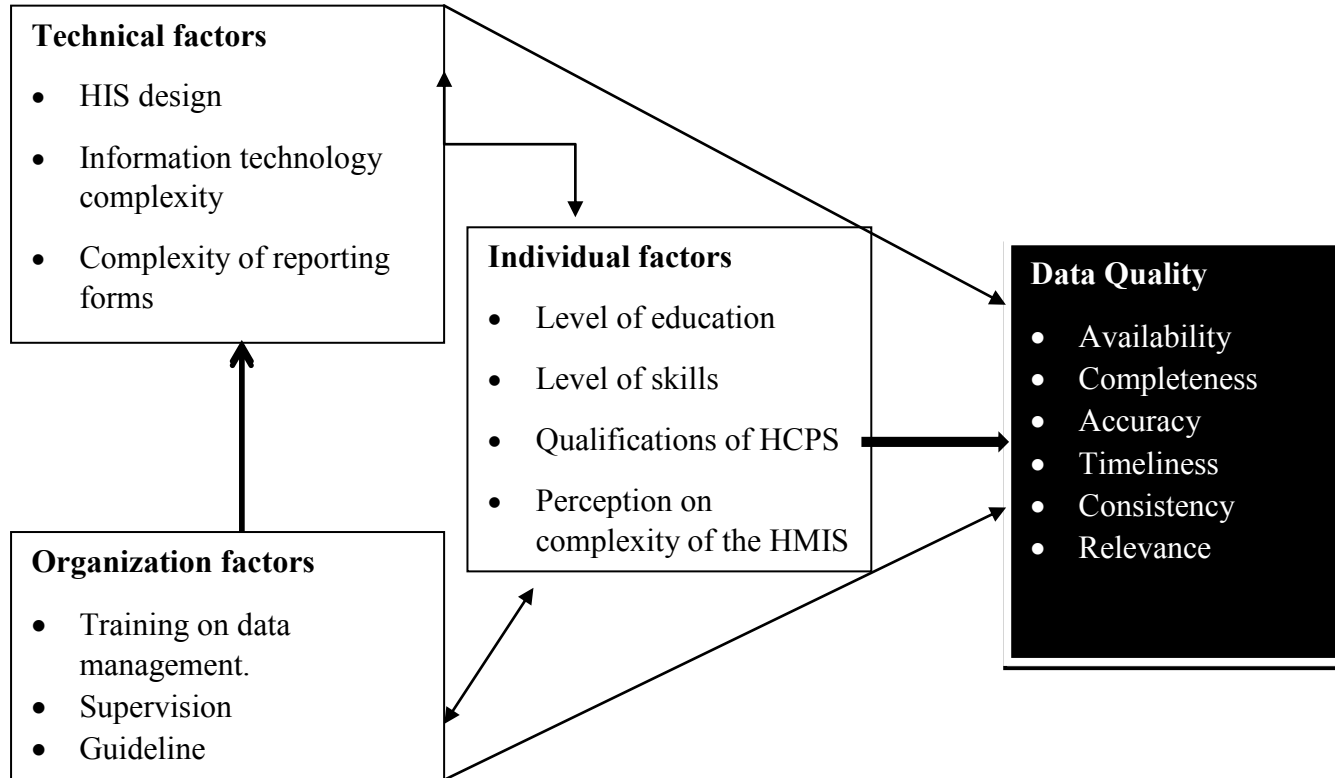 Technical factors
• HIS design
• Information technology
complexity
• Complexity of reporting
forms
Individual factors
• Level of education
• Level of skills
• Qualifications of HCPS
• Perception on
complexity of the HMIS
Data Quality
• Availability
• Completeness
• Accuracy
• Timeliness
• Consistency
• Relevance
Organization factors
• Training on data
management.
• Supervision
• Guideline